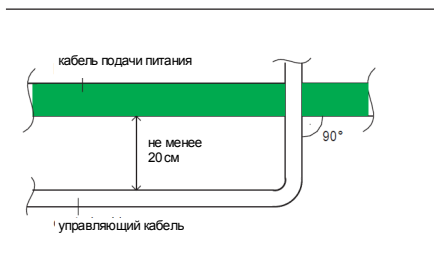 кабель подачи питания
не менее
20 см
90°
управляющий кабель